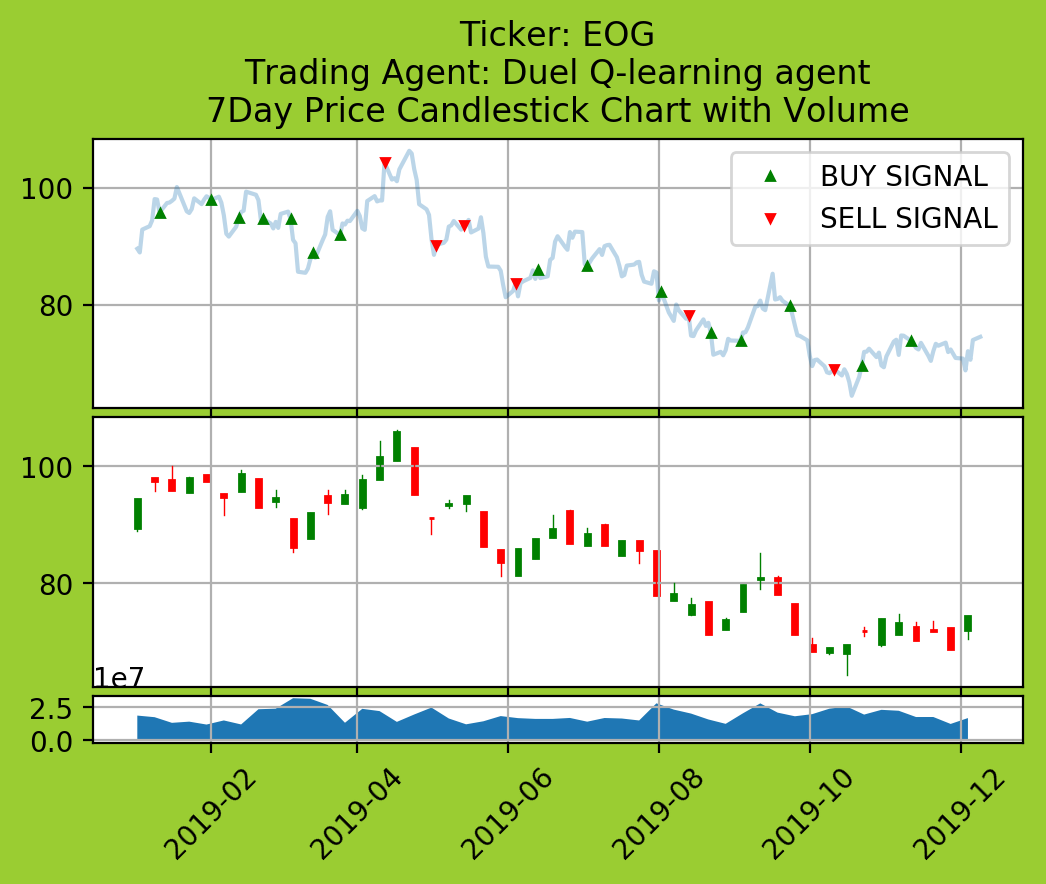 Ticker: EOG
Trading Agent: Duel Q-learning agent
7Day Price Candlestick Chart with Volume
100
80
BUY SIGNAL
SELL SIGNAL
100
80
1e7
2.5
0.0
2019-02
2019-04
2019-06
2019-08
2019-10
2019-12